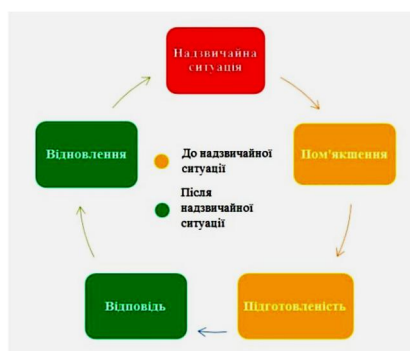 Надзвичайна
ситуація
Відновлення
До надзвичайної
ситуації
Після
надзвичайної
ситуації
Пом'якшення
Відповідь
Підготовленість